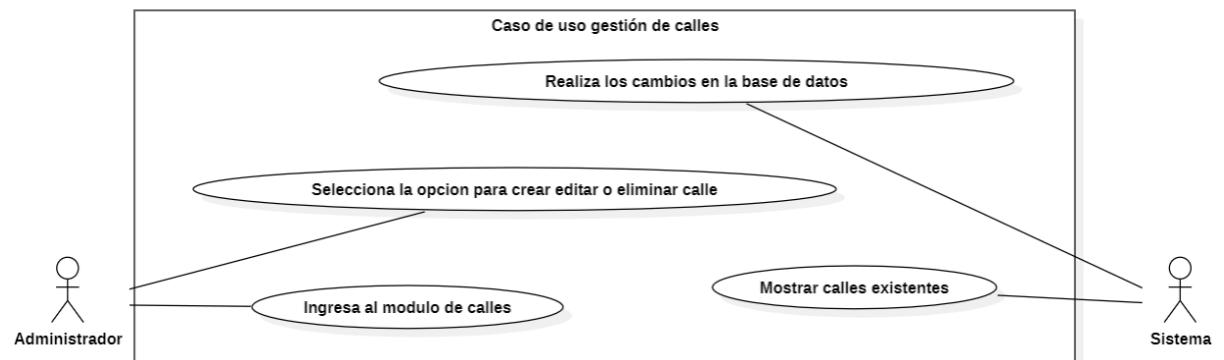 Caso de uso gestión de calles
Realiza los cambios en la base de datos
Selecciona la opcion para crear editar o eliminar calle
Mostrar calles existentes
Ingresa al modulo de calles
Administrador
Sistema